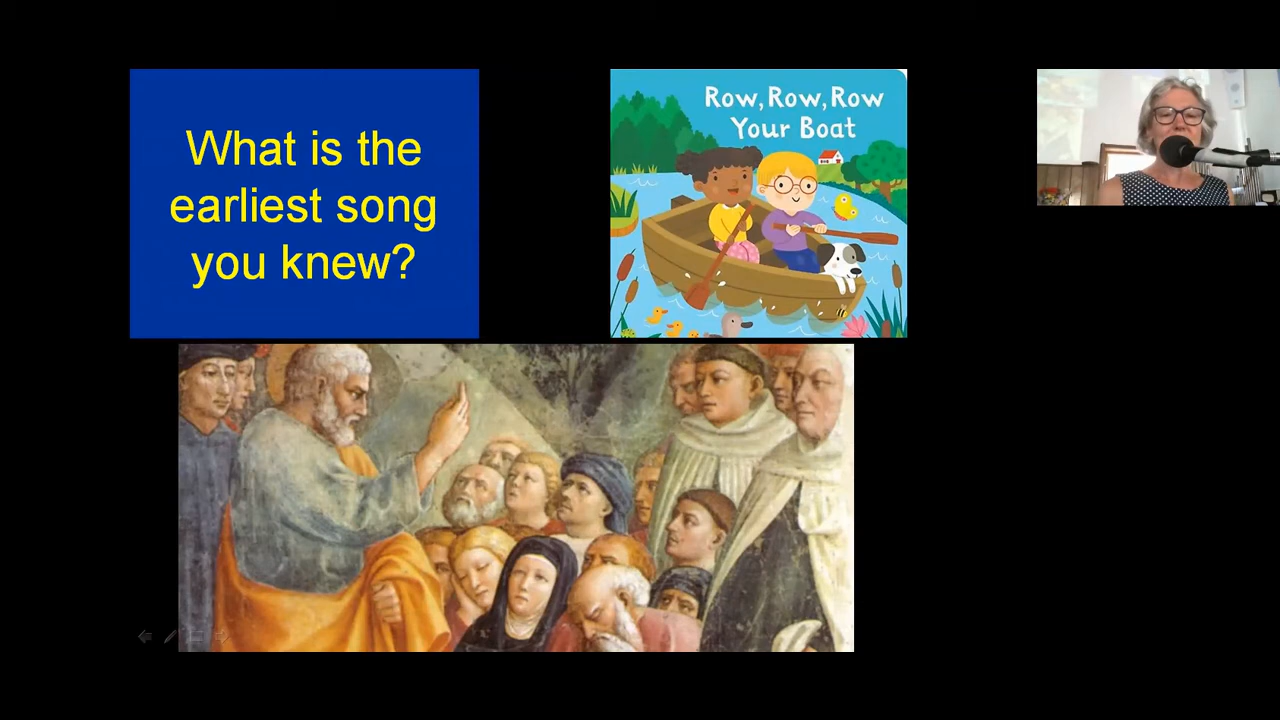 What is the
earliest song
you knew?
Row, Row, Row
Your Boat